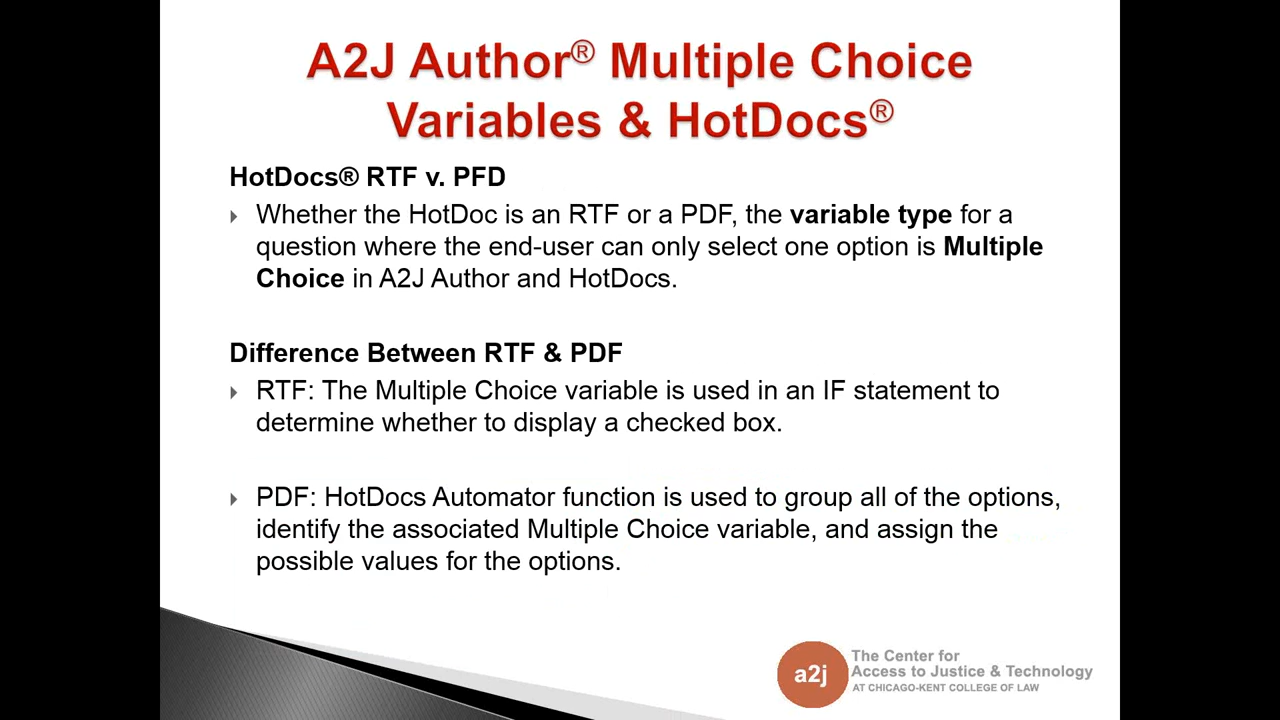 A2J Author® Multiple Choice
Variables & HotDocs®
HotDocs® RTF v. PFD
Whether the HotDoc is an RTF or a PDF, the variable type for a
question where the end-user can only select one option is Multiple
Choice in A2J Author and HotDocs.
Difference Between RTF & PDF
RTF: The Multiple Choice variable is used in an IF statement to
determine whether to display a checked box.
PDF: HotDocs Automator function is used to group all of the options,
identify the associated Multiple Choice variable, and assign the
possible values for the options.
a2j
The Center for
Access to Justice & Technology
AT CHICAGO-KENT COLLEGE OF LAW